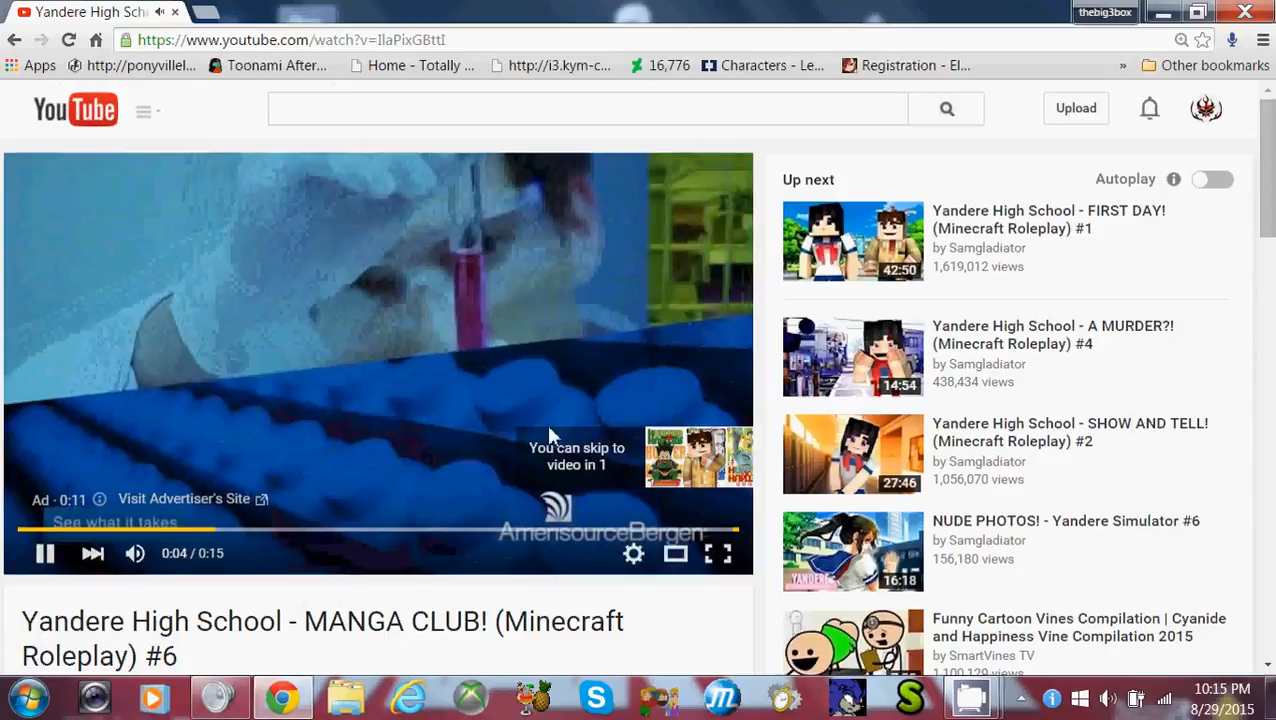 Yandere High Sch
thebig3box
https://www.youtube.com/watch?v=IlaPixGBttI
Apps
http://ponyvillel...
Toonami After...
Home - Totally ...
http://i3.kym-c...
16,776
Characters - Le...
Registration - El...
»
Other bookmarks
YouTube
Upload
Up next
Autoplay
Yandere High School - FIRST DAY!
(Minecraft Roleplay) #1
by Samgladiator
1,619,012 views
42:50
Yandere High School - A MURDER?!
(Minecraft Roleplay) #4
by Samgladiator
438,434 views
14:54
Yandere High School - SHOW AND TELL!
(Minecraft Roleplay) #2
by Samgladiator
1,056,070 views
27:46
NUDE PHOTOS! - Yandere Simulator #6
by Samgladiator
156,180 views
YANDERE
16:18
Funny Cartoon Vines Compilation | Cyanide
and Happiness Vine Compilation 2015
by SmartVines TV
1,100,129 views
You can skip to
video in 1
Ad · 0:11
Visit Advertiser's Site
See what it takes
AmerisourceBergen
0:04 / 0:15
Yandere High School - MANGA CLUB! (Minecraft
Roleplay) #6
10:15 PM
8/29/2015